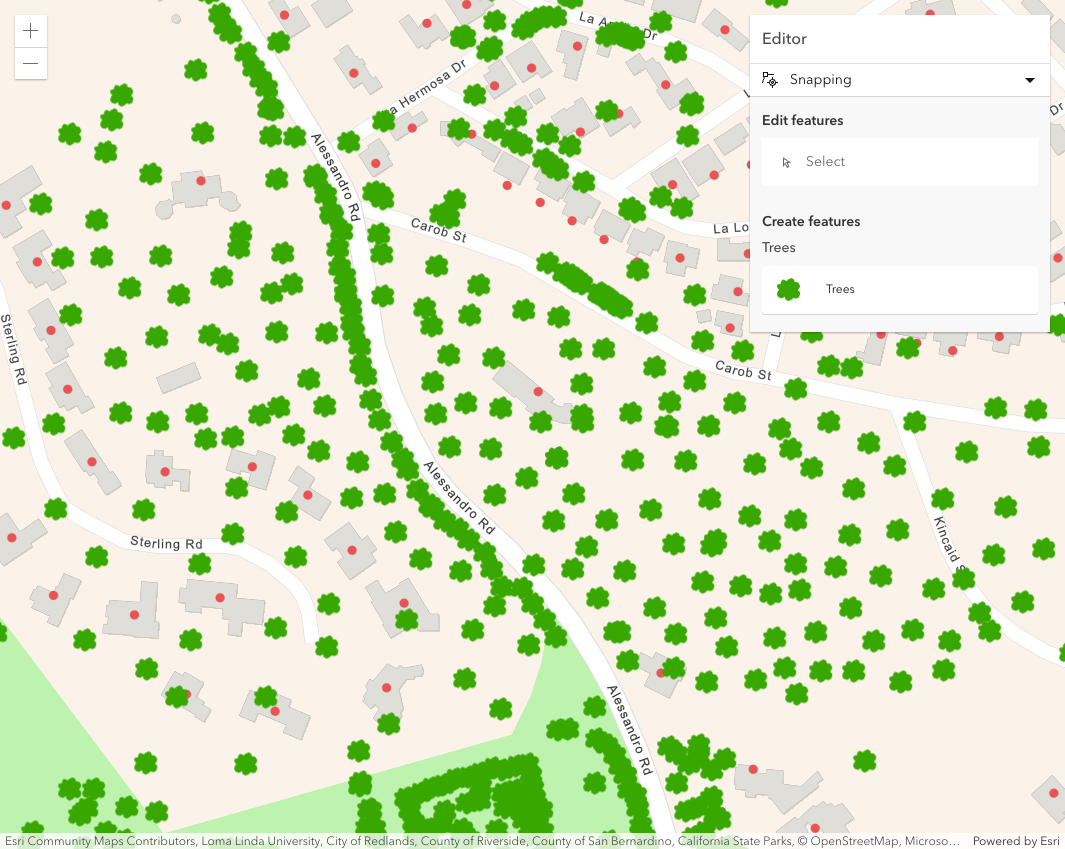 La A
Dr
a Hermosa Dr
Dr
Alessandro Rd
Carob St
La Lo
Sterling Rd
Carob St
Alessandro Rd
Kincaid S
Sterling Rd
Alessandro Rd
Editor
Snapping
Edit features
Select
Create features
Trees
Trees
Esri Community Maps Contributors, Loma Linda University, City of Redlands, County of Riverside, County of San Bernardino, California State Parks, © OpenStreetMap, Microso…
Powered by Esri